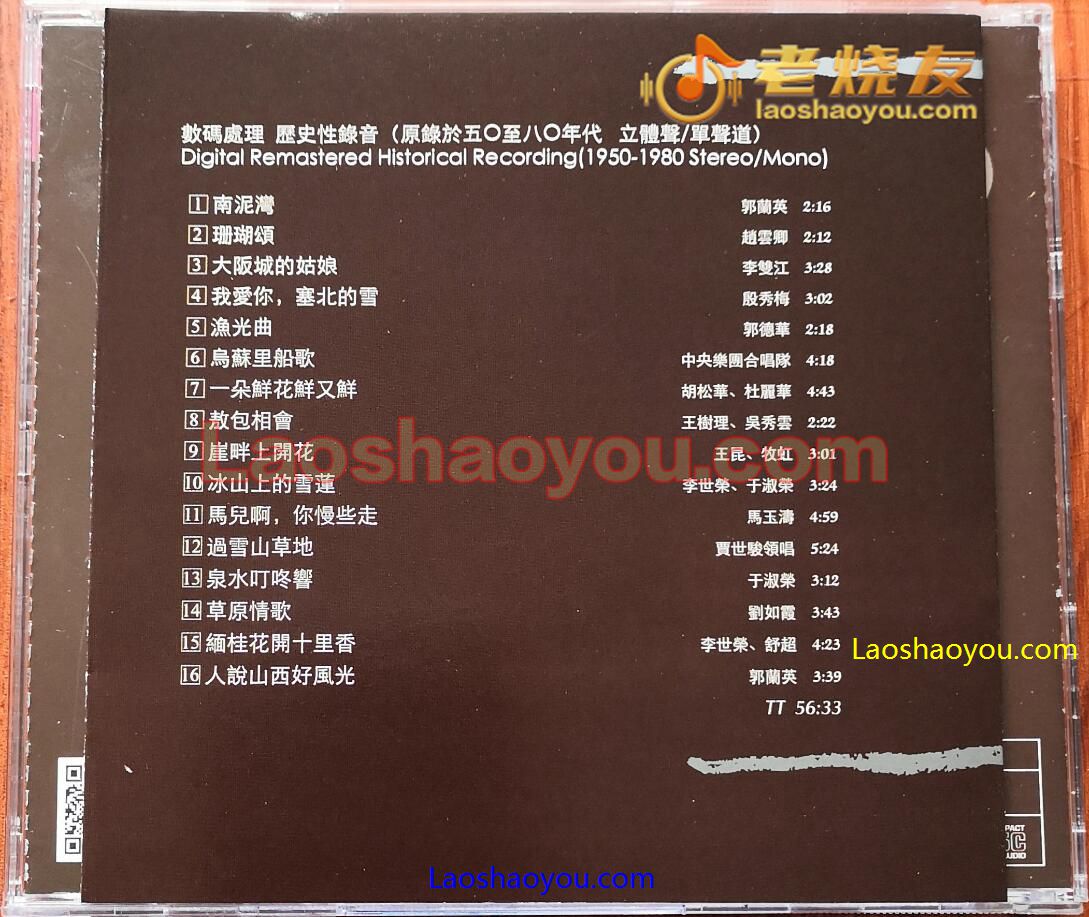 老烧友
laoshaoyou.com
數碼處理 歷史性錄音（原錄於五〇至八〇年代 立體聲/單聲道）
Digital Remastered Historical Recording(1950-1980 Stereo/Mono)
1 南泥灣 郭蘭英 2:16
2 珊瑚頌 趙雲卿 2:12
3 大阪城的姑娘 李雙江 3:28
4 我愛你，塞北的雪 殷秀梅 3:02
5 漁光曲 郭德華 2:18
6 烏蘇里船歌 中央樂團合唱隊 4:18
7 一朵鮮花鮮又鮮 胡松華、杜麗華 4:43
8 敖包相會 王樹理、吳秀雲 2:22
9 崖畔上開花 王昆、牧虹 3:01
Laoshaoyou.com
10 冰山上的雪蓮 李世榮、于淑榮 3:24
11 馬兒啊，你慢些走 馬玉濤 4:59
12 過雪山草地 賈世駿領唱 5:24
13 泉水叮咚響 于淑榮 3:12
14 草原情歌 劉如霞 3:43
15 緬桂花開十里香 李世榮、舒超 4:23
Laoshaoyou.com
16 人說山西好風光 郭蘭英 3:39
TT 56:33
Laoshaoyou.com